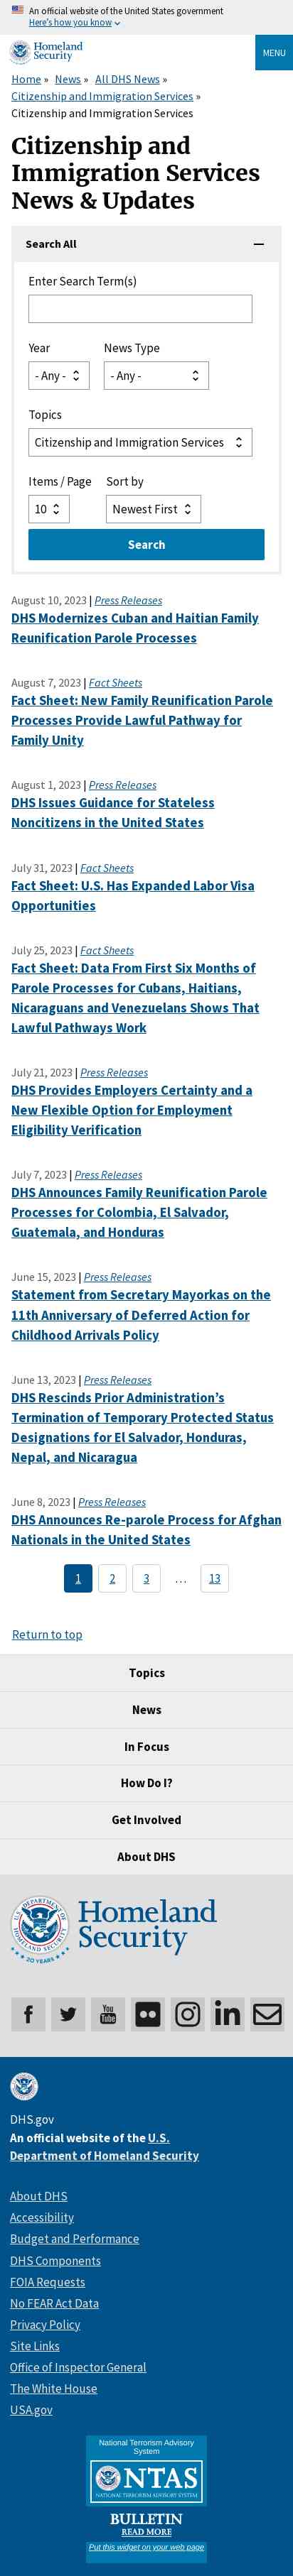 An official website of the United States government
Here's how you know
Homeland
Security
MENU
Home » News » All DHS News »
Citizenship and Immigration Services »
Citizenship and Immigration Services
Citizenship and
Immigration Services
News & Updates
Search All
Enter Search Term(s)
Year News Type
- Any - - Any -
Topics
Citizenship and Immigration Services
Items / Page Sort by
10 Newest First
Search
August 10, 2023 | Press Releases
DHS Modernizes Cuban and Haitian Family
Reunification Parole Processes
August 7, 2023 | Fact Sheets
Fact Sheet: New Family Reunification Parole
Processes Provide Lawful Pathway for
Family Unity
August 1, 2023 | Press Releases
DHS Issues Guidance for Stateless
Noncitizens in the United States
July 31, 2023 | Fact Sheets
Fact Sheet: U.S. Has Expanded Labor Visa
Opportunities
July 25, 2023 | Fact Sheets
Fact Sheet: Data From First Six Months of
Parole Processes for Cubans, Haitians,
Nicaraguans and Venezuelans Shows That
Lawful Pathways Work
July 21, 2023 | Press Releases
DHS Provides Employers Certainty and a
New Flexible Option for Employment
Eligibility Verification
July 7, 2023 | Press Releases
DHS Announces Family Reunification Parole
Processes for Colombia, El Salvador,
Guatemala, and Honduras
June 15, 2023 | Press Releases
Statement from Secretary Mayorkas on the
11th Anniversary of Deferred Action for
Childhood Arrivals Policy
June 13, 2023 | Press Releases
DHS Rescinds Prior Administration's
Termination of Temporary Protected Status
Designations for El Salvador, Honduras,
Nepal, and Nicaragua
June 8, 2023 | Press Releases
DHS Announces Re-parole Process for Afghan
Nationals in the United States
1 2 3 … 13
Return to top
Topics
News
In Focus
How Do I?
Get Involved
About DHS
Homeland
Security
20 YEARS
You
Tube
DHS.gov
An official website of the U.S.
Department of Homeland Security
About DHS
Accessibility
Budget and Performance
DHS Components
FOIA Requests
No FEAR Act Data
Privacy Policy
Site Links
Office of Inspector General
The White House
USA.gov
National Terrorism Advisory
System
NTAS
NATIONAL TERRORISM ADVISORY SYSTEM
BULLETIN
READ MORE
Put this widget on your web page